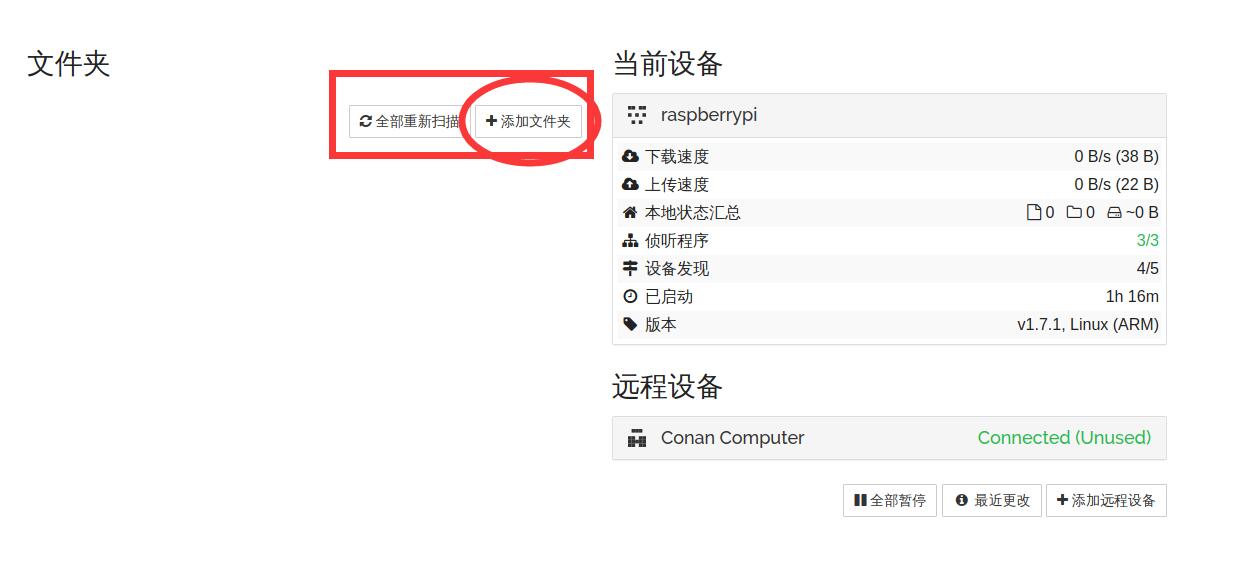 文件夹
全部重新扫描 添加文件夹
当前设备
raspberrypi
下载速度 0 B/s (38 B)
上传速度 0 B/s (22 B)
本地状态汇总 0 0 ~0 B
侦听程序 3/3
设备发现 4/5
已启动 1h 16m
版本 v1.7.1, Linux (ARM)
远程设备
Conan Computer Connected (Unused)
全部暂停 最近更改 添加远程设备